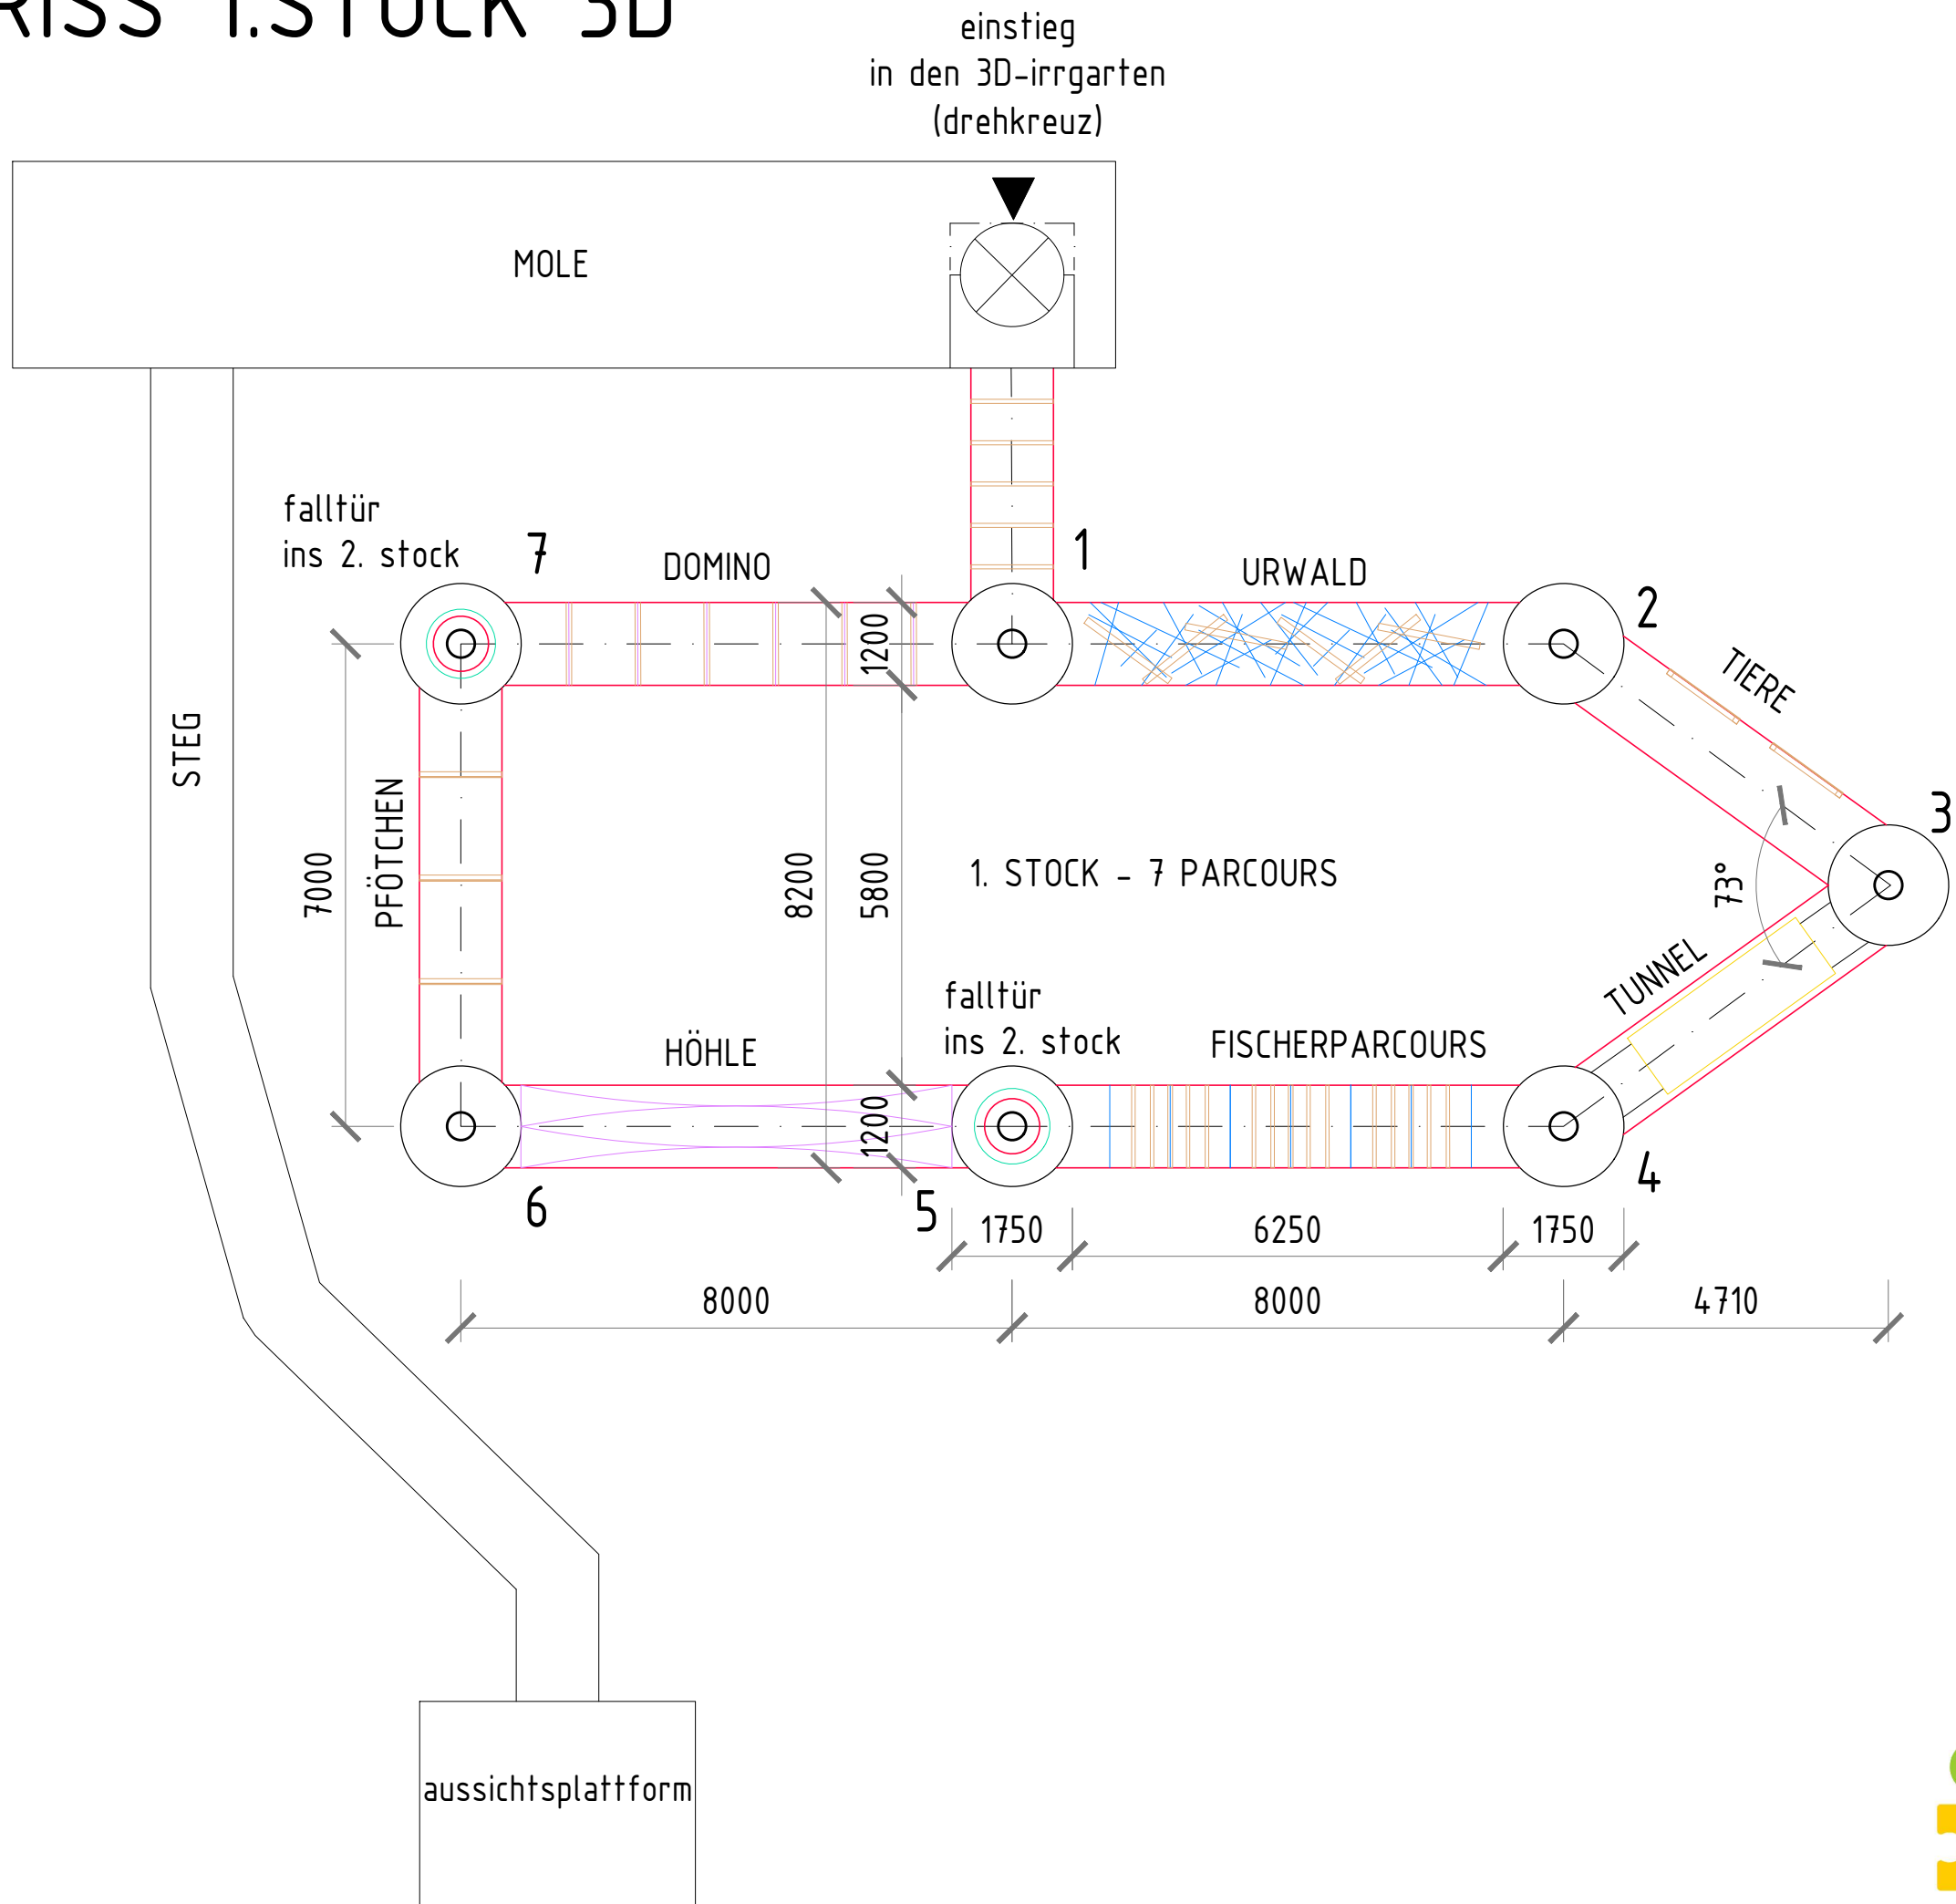 RISS 1.STOCK 3D
einstieg
in den 3D-irrgarten
(drehkreuz)
MOLE
falltür
ins 2. stock
7
DOMINO
1
URWALD
2
TIERE
1200
STEG
7000
PFÖTCHEN
8200
5800
1. STOCK - 7 PARCOURS
73°
3
TUNNEL
falltür
ins 2. stock
HÖHLE
FISCHERPARCOURS
1200
6
5
4
1750
6250
1750
8000
8000
4710
aussichtsplattform